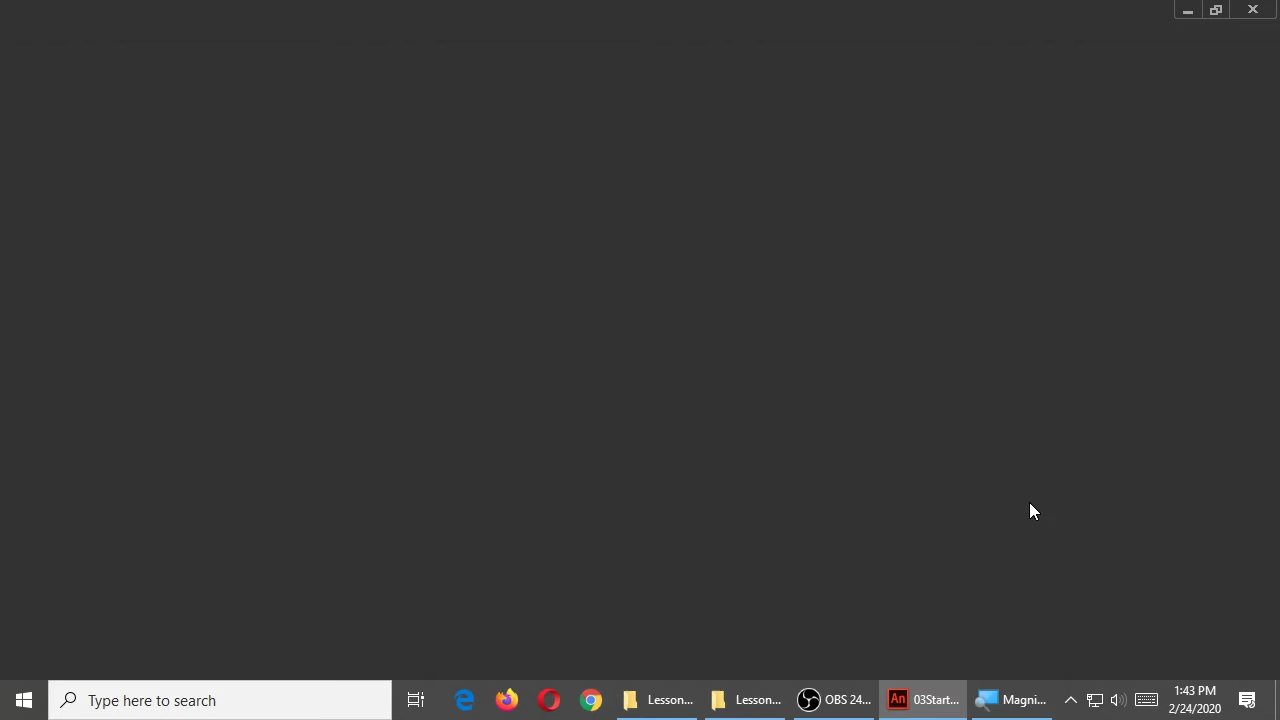 Type here to search
Lesson...
Lesson...
OBS 24...
An
03Start...
Magni...
1:43 PM
2/24/2020